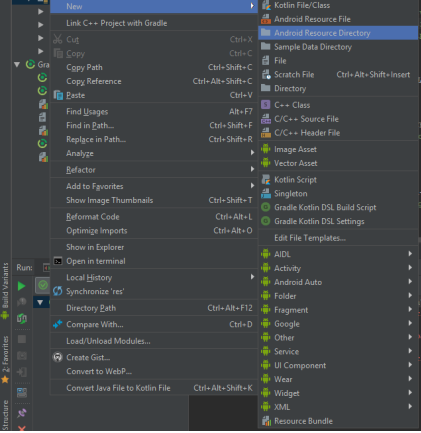 New
Link C++ Project with Gradle
Cut Ctrl+X
Copy Ctrl+C
Copy Path Ctrl+Shift+C
Copy Reference Ctrl+Alt+Shift+C
Paste Ctrl+V
Find Usages Alt+F7
Find in Path... Ctrl+Shift+F
Replace in Path... Ctrl+Shift+R
Analyze
Refactor
Add to Favorites
Show Image Thumbnails Ctrl+Shift+T
Reformat Code Ctrl+Alt+L
Optimize Imports Ctrl+Alt+O
Show in Explorer
Open in terminal
Local History
Synchronize 'res'
Directory Path Ctrl+Alt+F12
Compare With... Ctrl+D
Load/Unload Modules...
Create Gist...
Convert to WebP...
Convert Java File to Kotlin File Ctrl+Alt+Shift+K
Kotlin File/Class
Android Resource File
Android Resource Directory
Sample Data Directory
File
Scratch File Ctrl+Alt+Shift+Insert
Directory
C++ Class
C/C++ Source File
C/C++ Header File
Image Asset
Vector Asset
Kotlin Script
Singleton
Gradle Kotlin DSL Build Script
Gradle Kotlin DSL Settings
Edit File Templates...
AIDL
Activity
Android Auto
Folder
Fragment
Google
Other
Service
UI Component
Wear
Widget
XML
Resource Bundle
Gra
Run:
Build Variants
2: Favorites
Structure